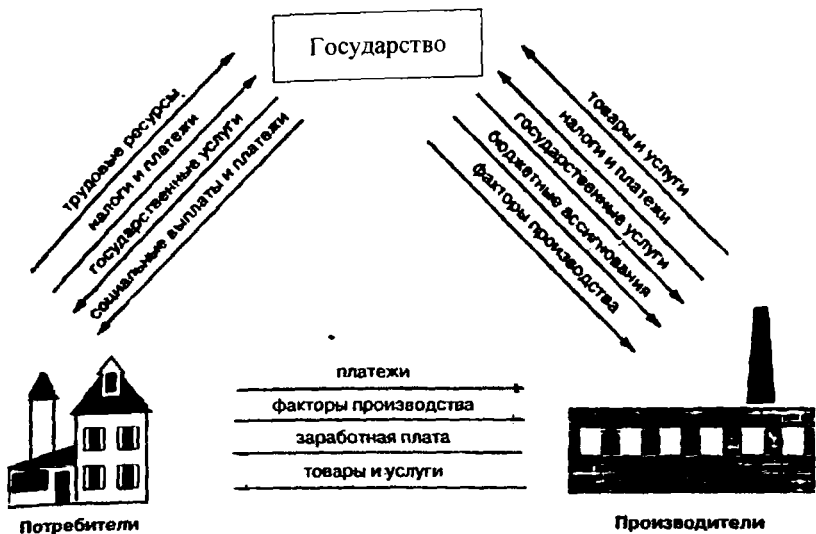 Государство
трудовые ресурсы
налоги и платежи
государственные услуги
социальные выплаты и платежи
товары и услуги
налоги и платежи
государственные услуги
бюджетные ассигнования
факторы производства
платежи
факторы производства
заработная плата
товары и услуги
Потребители
Производители